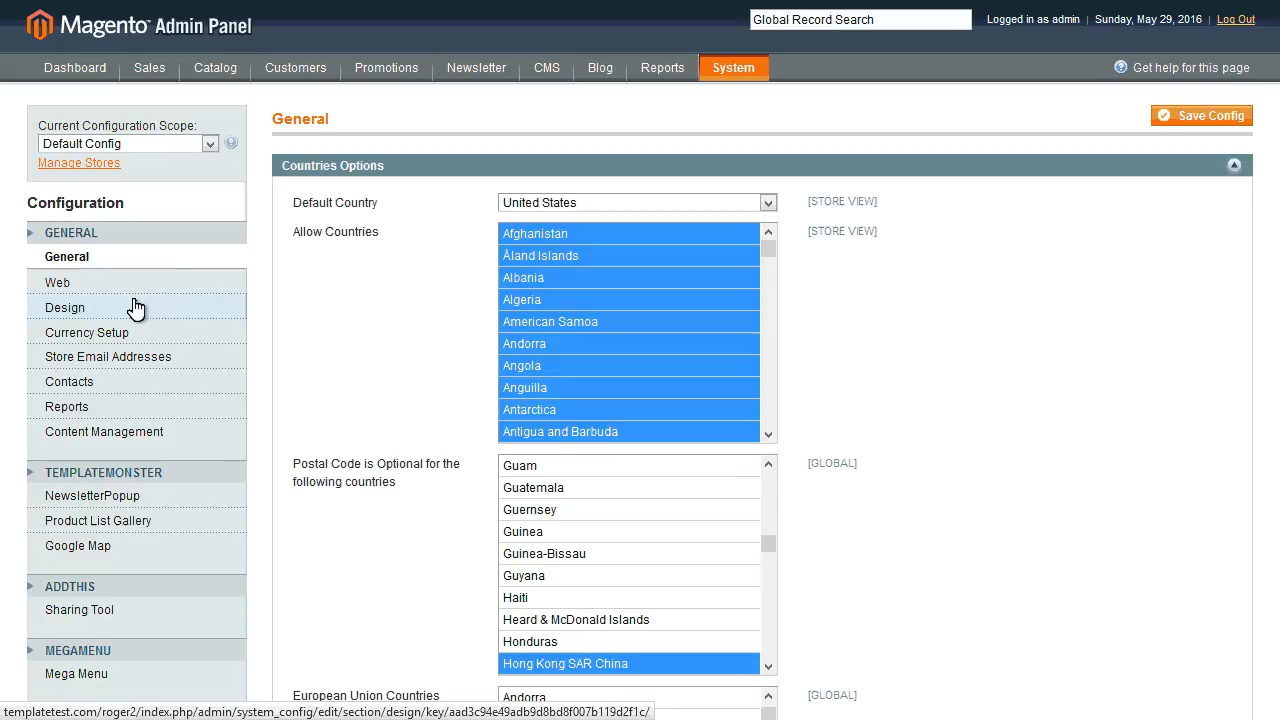 Magento Admin Panel
Global Record Search
Logged in as admin | Sunday, May 29, 2016 | Log Out
Dashboard Sales Catalog Customers Promotions Newsletter CMS Blog Reports System
Get help for this page
Current Configuration Scope:
Default Config
Manage Stores
Configuration
GENERAL
General
Web
Design
Currency Setup
Store Email Addresses
Contacts
Reports
Content Management
TEMPLATEMONSTER
NewsletterPopup
Product List Gallery
Google Map
ADDTHIS
Sharing Tool
MEGAMENU
Mega Menu
General
Save Config
Countries Options
Default Country
United States
[STORE VIEW]
Allow Countries
[STORE VIEW]
Afghanistan
Åland Islands
Albania
Algeria
American Samoa
Andorra
Angola
Anguilla
Antarctica
Antigua and Barbuda
Postal Code is Optional for the
following countries
[GLOBAL]
Guam
Guatemala
Guernsey
Guinea
Guinea-Bissau
Guyana
Haiti
Heard & McDonald Islands
Honduras
Hong Kong SAR China
European Union Countries
Andorra
[GLOBAL]
templatetest.com/roger2/index.php/admin/system_config/edit/section/design/key/aad3c94e49adb9d8bd8f007b119d2f1c/